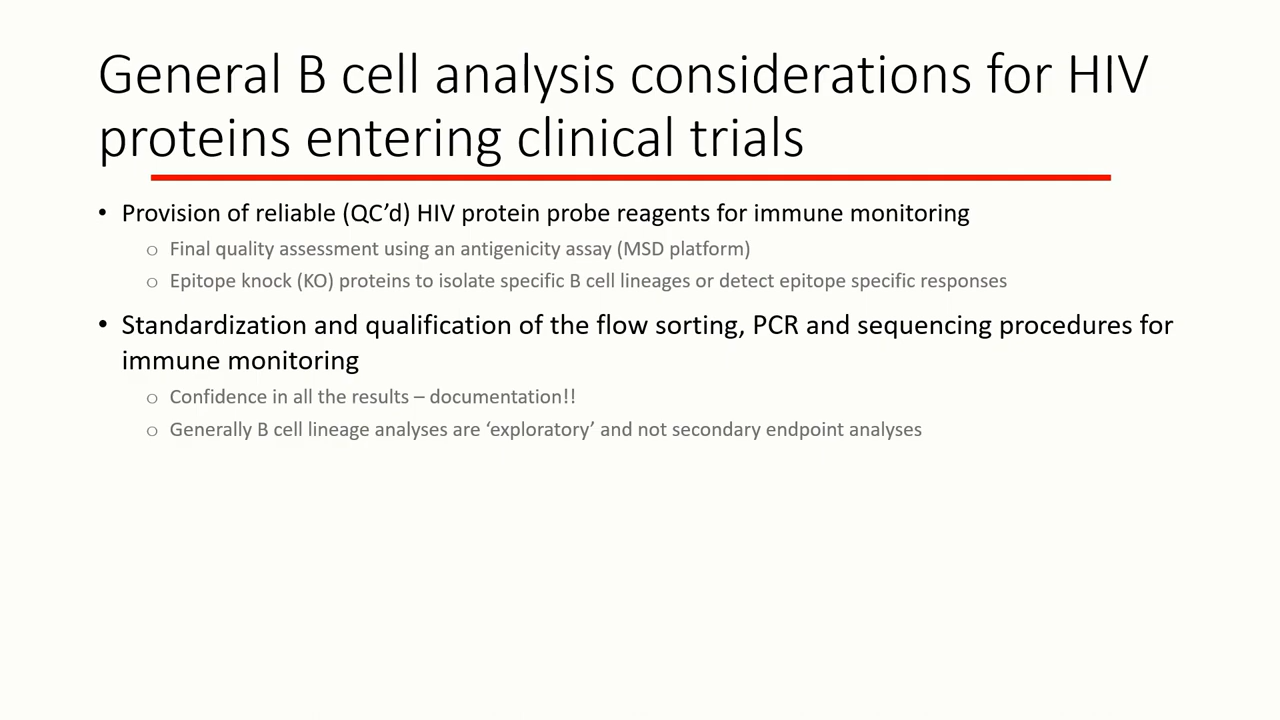 General B cell analysis considerations for HIV
proteins entering clinical trials
• Provision of reliable (QC’d) HIV protein probe reagents for immune monitoring
○ Final quality assessment using an antigenicity assay (MSD platform)
○ Epitope knock (KO) proteins to isolate specific B cell lineages or detect epitope specific responses
• Standardization and qualification of the flow sorting, PCR and sequencing procedures for
immune monitoring
○ Confidence in all the results – documentation!!
○ Generally B cell lineage analyses are ‘exploratory’ and not secondary endpoint analyses